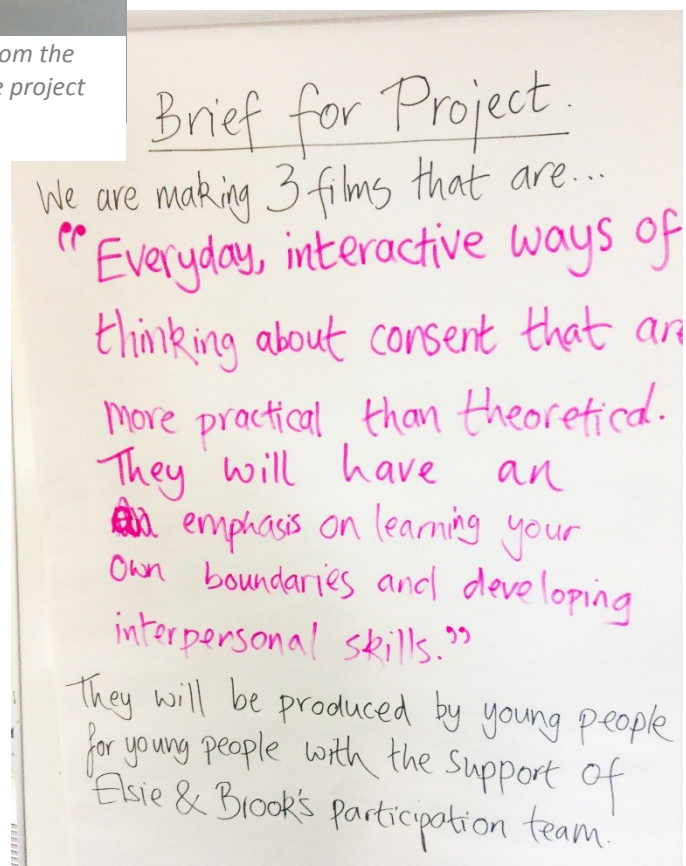 om the
e project
Brief for Project.
We are making 3 films that are...
"Everyday, interactive ways of
thinking about consent that are
more practical than theoretical.
They will have an
emphasis on learning your
own boundaries and developing
interpersonal skills."
They will be produced by young people
for young people with the support of
Elsie & Brook's participation team.